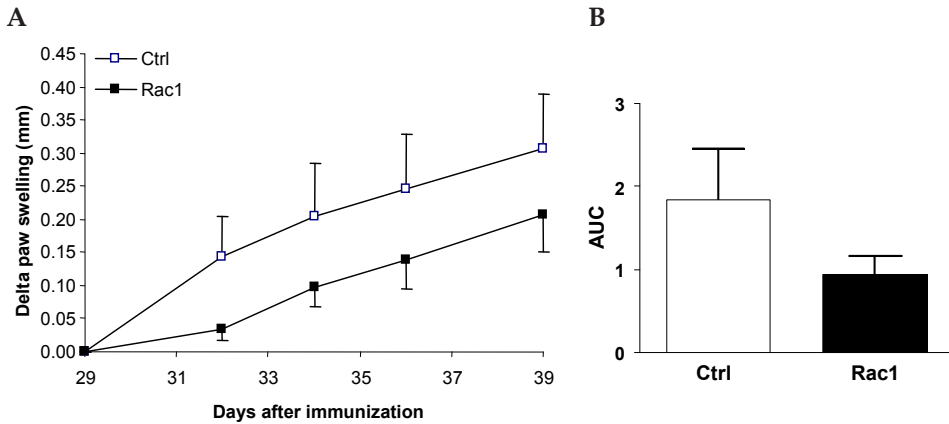 A
0.45
0.40
0.35
0.30
0.25
0.20
0.15
0.10
0.05
0.00
Delta paw swelling (mm)
Ctrl
Rac1
29 31 33 35 37 39
Days after immunization
B
3
2
1
0
AUC
Ctrl Rac1